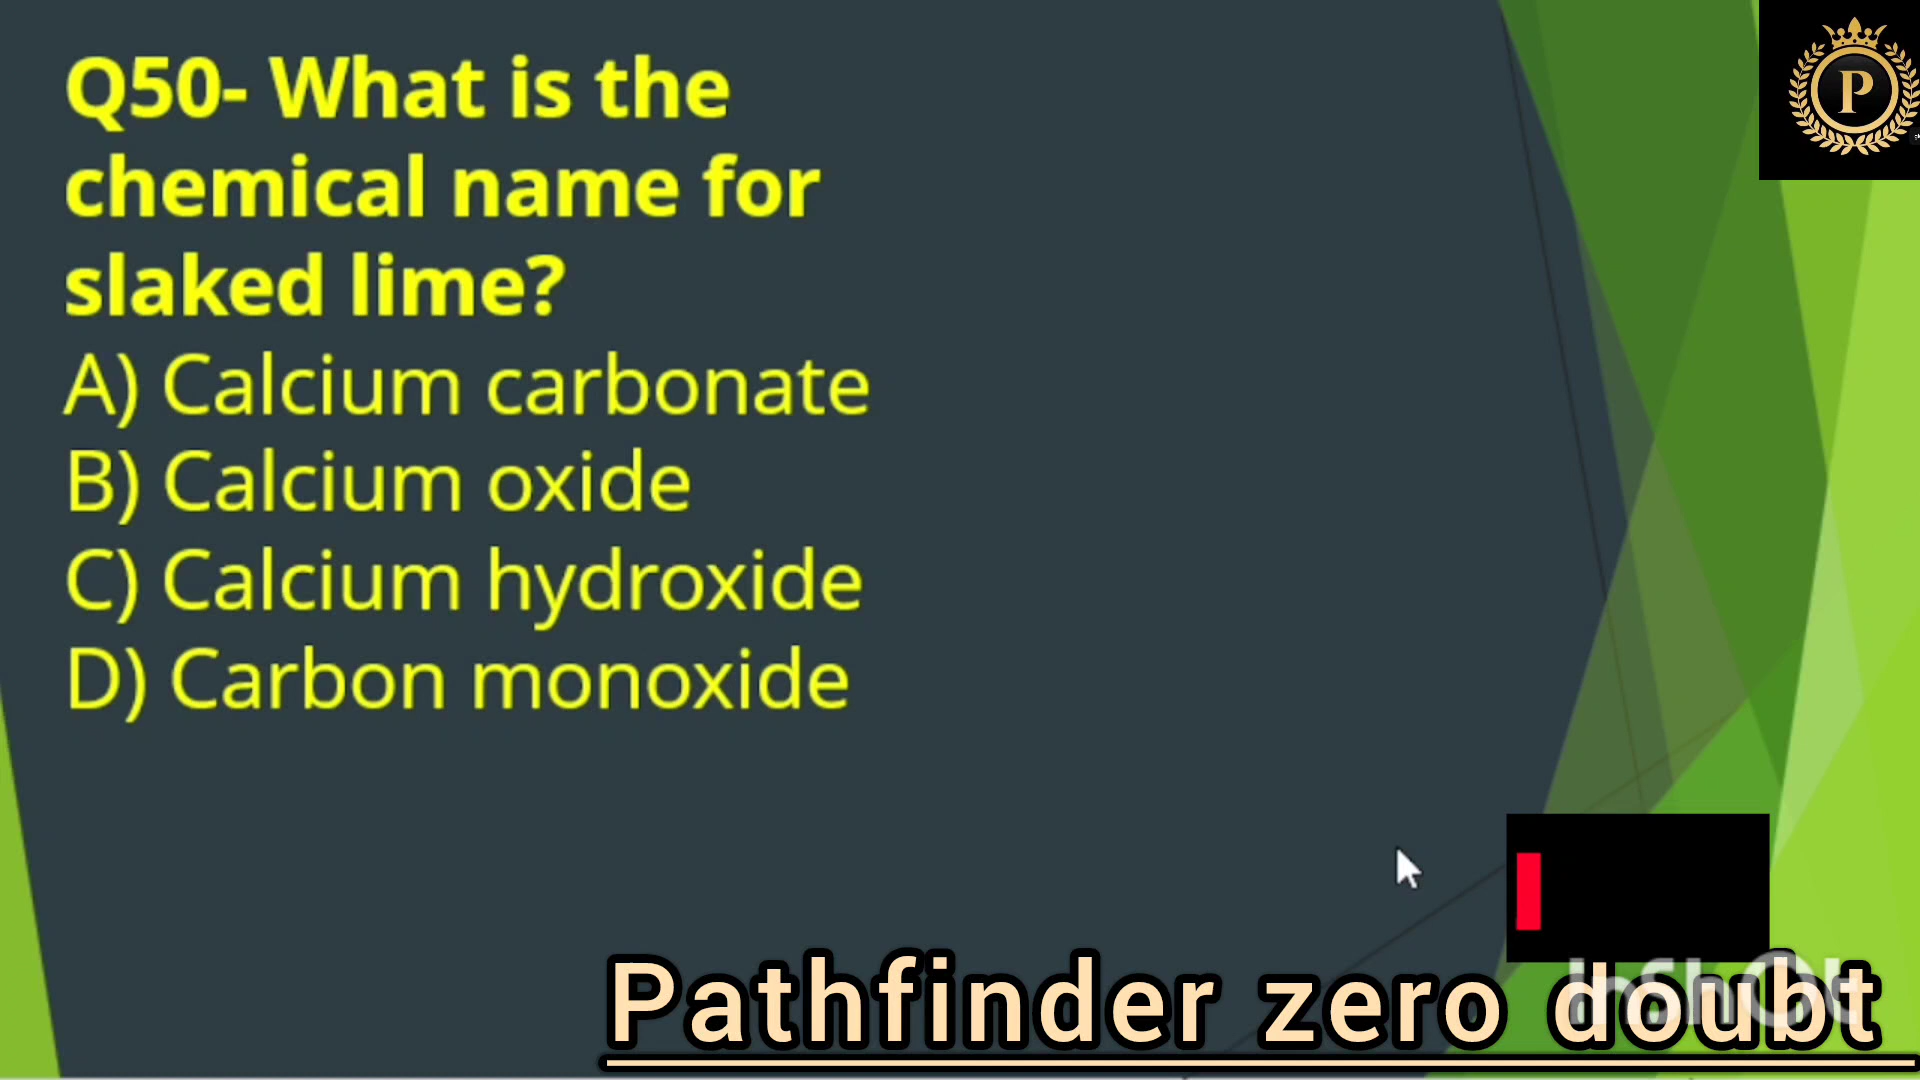 Q50- What is the
chemical name for
slaked lime?
A) Calcium carbonate
B) Calcium oxide
C) Calcium hydroxide
D) Carbon monoxide
P
Pathfinder zero doubt
InShOt